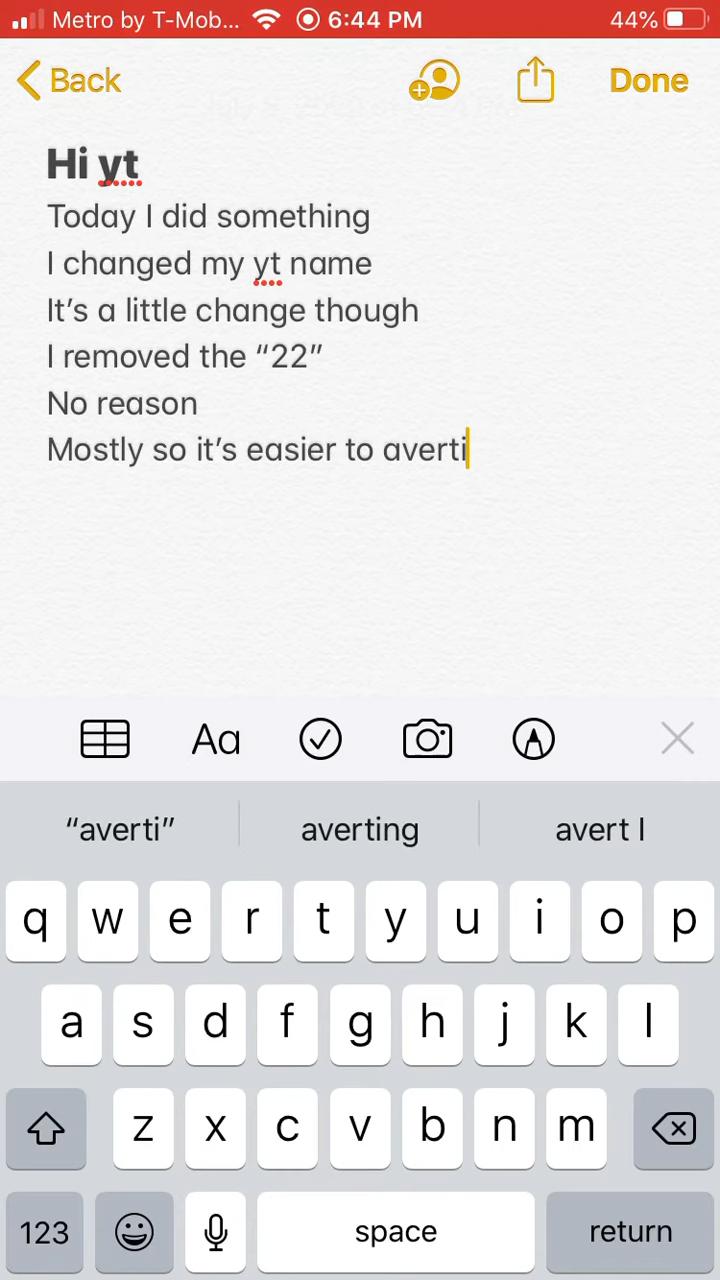 Metro by T-Mob... 6:44 PM 44%
Back Done
Hi yt
Today I did something
I changed my yt name
It’s a little change though
I removed the “22”
No reason
Mostly so it’s easier to averti
Aa
“averti” averting avert I
q w e r t y u i o p
a s d f g h j k l
z x c v b n m
123 space return